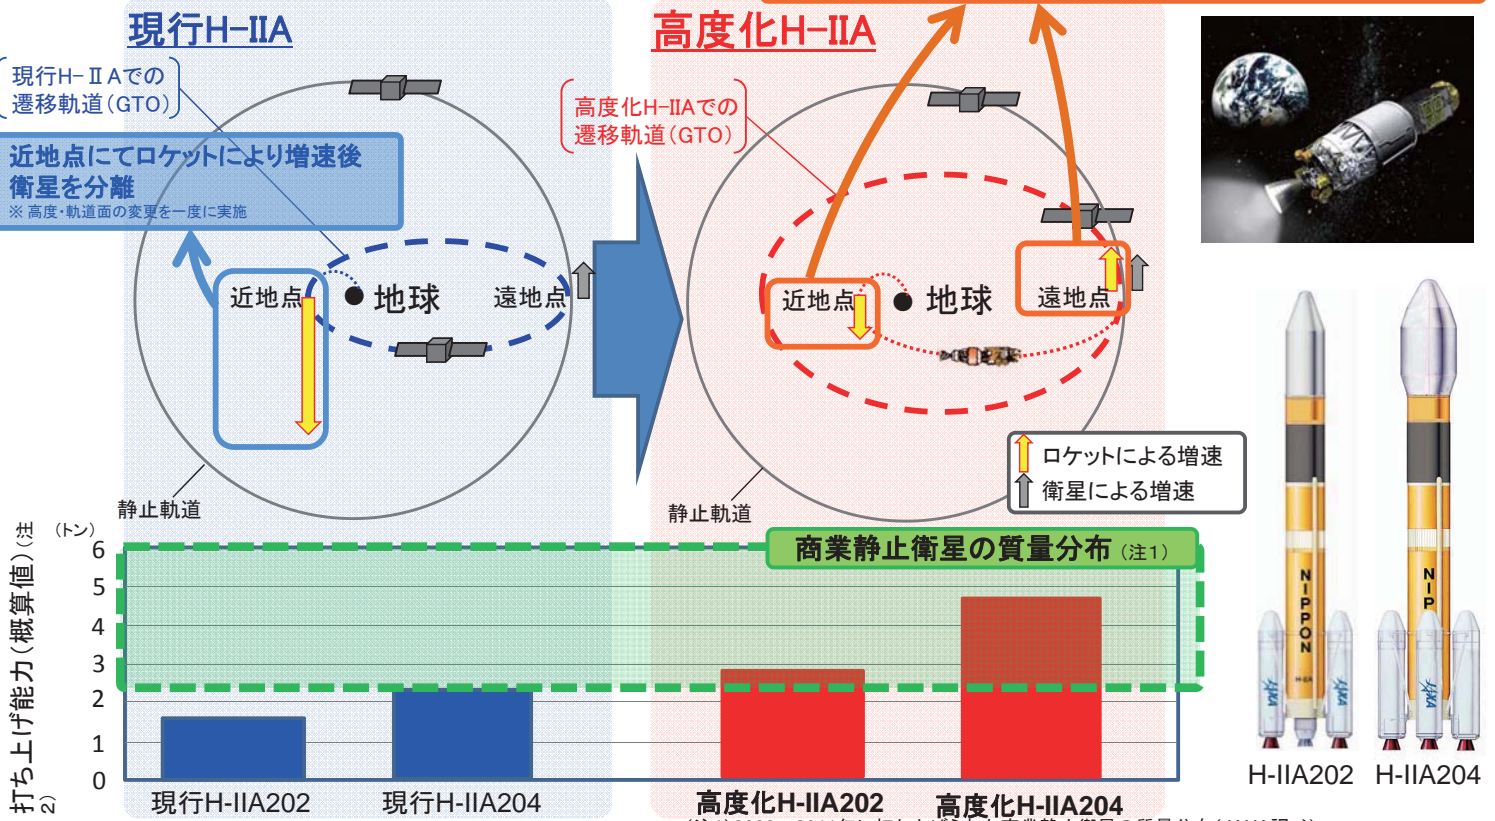 現行H-IIA
高度化H-IIA
現行H-ⅡAでの
遷移軌道(GTO)
高度化H-IIAでの
遷移軌道(GTO)
近地点にてロケットにより増速後
衛星を分離
※ 高度・軌道面の変更を一度に実施
近地点
地球
遠地点
近地点
地球
遠地点
静止軌道
静止軌道
ロケットによる増速
衛星による増速
打ち上げ能力(概算値)(注
2)
(トン)
商業静止衛星の質量分布 (注1)
6
5
4
3
2
1
0
現行H-IIA202
現行H-IIA204
高度化H-IIA202
高度化H-IIA204
NIPPON
H-IIA
JAXA
JAXA
NIP
JAXA
H-IIA202
H-IIA204